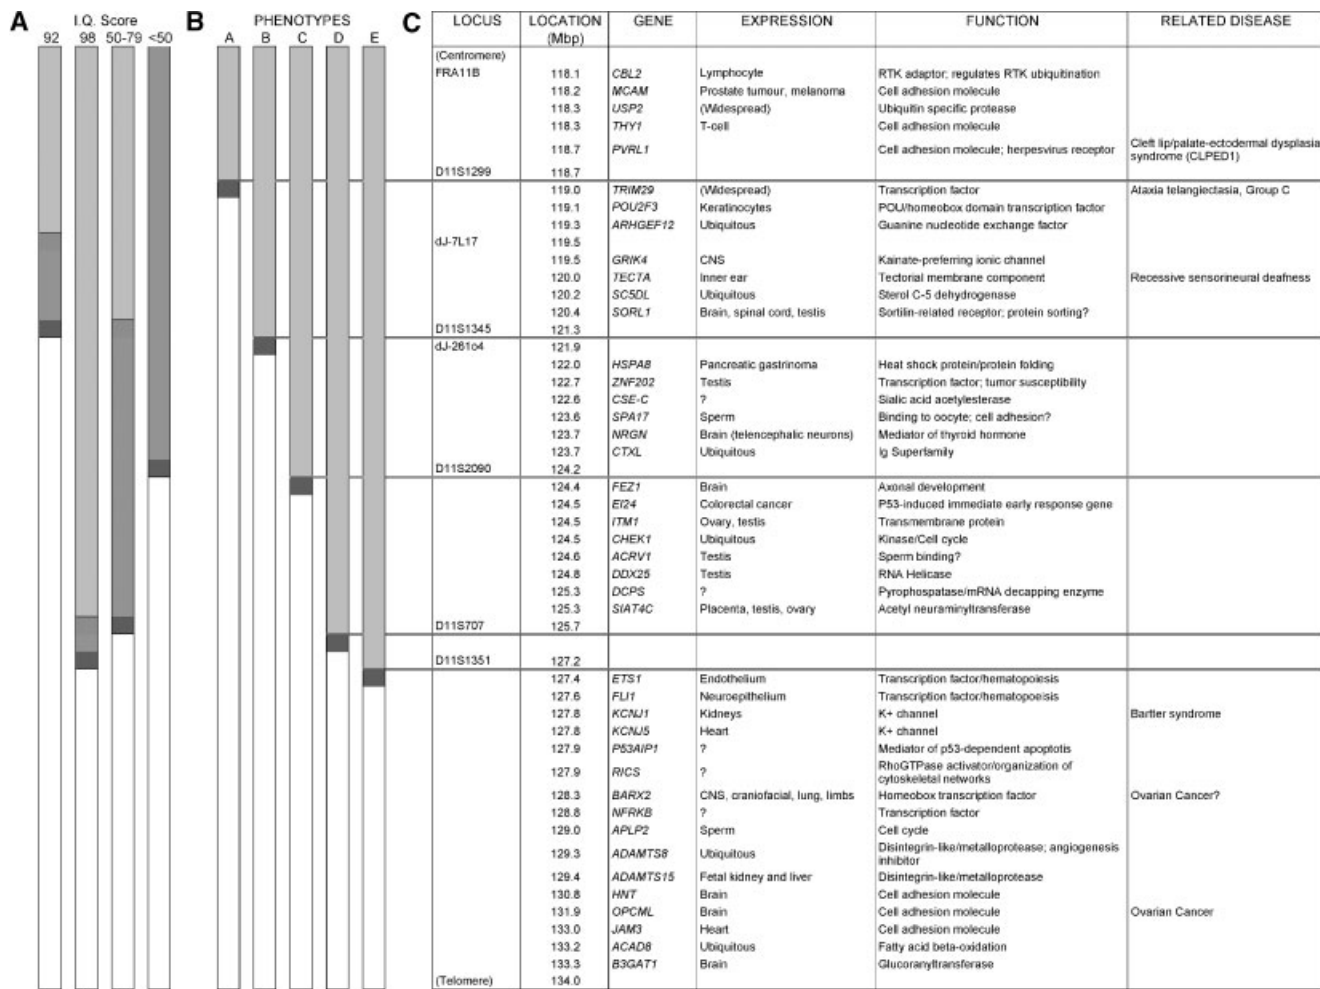 A B C
I.Q. Score PHENOTYPES LOCUS LOCATION GENE EXPRESSION FUNCTION RELATED DISEASE
92 98 50-79 <50 A B C D E (Mbp)
(Centromere)
FRA11B 118.1 CBL2 Lymphocyte RTK adaptor; regulates RTK ubiquitination
118.2 MCAM Prostate tumour, melanoma Cell adhesion molecule
118.3 USP2 (Widespread) Ubiquitin specific protease
118.3 THY1 T-cell Cell adhesion molecule
118.7 PVRL1 Cell adhesion molecule; herpesvirus receptor Cleft lip/palate-ectodermal dysplasia
syndrome (CLPED1)
D11S1299 118.7
119.0 TRIM29 (Widespread) Transcription factor Ataxia telangiectasia, Group C
119.1 POU2F3 Keratinocytes POU/homeobox domain transcription factor
119.3 ARHGEF12 Ubiquitous Guanine nucleotide exchange factor
dJ-7L17 119.5
119.5 GRIK4 CNS Kainate-preferring ionic channel
120.0 TECTA Inner ear Tectorial membrane component Recessive sensorineural deafness
120.2 SC5DL Ubiquitous Sterol C-5 dehydrogenase
120.4 SORL1 Brain, spinal cord, testis Sortilin-related receptor; protein sorting?
D11S1345 121.3
dJ-261o4 121.9
122.0 HSPA8 Pancreatic gastrinoma Heat shock protein/protein folding
122.7 ZNF202 Testis Transcription factor; tumor susceptibility
122.6 CSE-C ? Sialic acid acetylesterase
123.6 SPA17 Sperm Binding to oocyte; cell adhesion?
123.7 NRGN Brain (telencephalic neurons) Mediator of thyroid hormone
123.7 CTXL Ubiquitous Ig Superfamily
D11S2090 124.2
124.4 FEZ1 Brain Axonal development
124.5 EI24 Colorectal cancer P53-induced immediate early response gene
124.5 ITM1 Ovary, testis Transmembrane protein
124.5 CHEK1 Ubiquitous Kinase/Cell cycle
124.6 ACRV1 Testis Sperm binding?
124.8 DDX25 Testis RNA Helicase
125.3 DCPS ? Pyrophospatase/mRNA decapping enzyme
125.3 SIAT4C Placenta, testis, ovary Acetyl neuraminyltransferase
D11S707 125.7
D11S1351 127.2
127.4 ETS1 Endothelium Transcription factor/hematopoiesis
127.6 FLI1 Neuroepithelium Transcription factor/hematopoeisis
127.8 KCNJ1 Kidneys K+ channel Bartter syndrome
127.8 KCNJ5 Heart K+ channel
127.9 P53AIP1 ? Mediator of p53-dependent apoptotis
127.9 RICS ? RhoGTPase activator/organization of
cytoskeletal networks
128.3 BARX2 CNS, craniofacial, lung, limbs Homeobox transcription factor Ovarian Cancer?
128.8 NFRKB ? Transcription factor
129.0 APLP2 Sperm Cell cycle
129.3 ADAMTS8 Ubiquitous Disintegrin-like/metalloprotease; angiogenesis
inhibitor
129.4 ADAMTS15 Fetal kidney and liver Disintegrin-like/metalloprotease
130.8 HNT Brain Cell adhesion molecule
131.9 OPCML Brain Cell adhesion molecule Ovarian Cancer
133.0 JAM3 Heart Cell adhesion molecule
133.2 ACAD8 Ubiquitous Fatty acid beta-oxidation
133.3 B3GAT1 Brain Glucoranyltransferase
(Telomere) 134.0